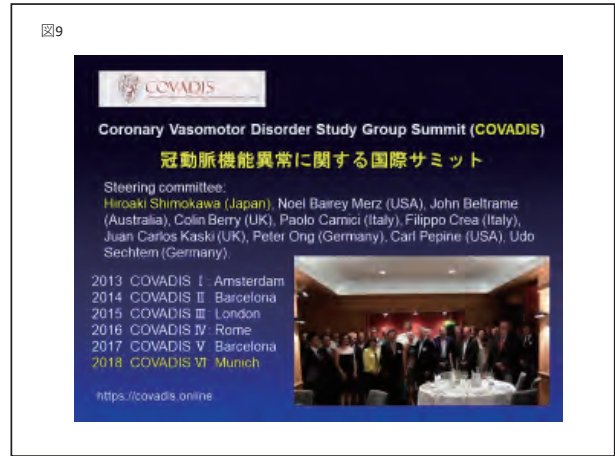 図9
COVADIS
Coronary Vasomotor Disorder Study Group Summit (COVADIS)
冠動脈機能異常に関する国際サミット
Steering committee:
Hiroaki Shimokawa (Japan), Noel Bairey Merz (USA), John Beltrame
(Australia), Colin Berry (UK), Paolo Camici (Italy), Filippo Crea (Italy),
Juan Carlos Kaski (UK), Peter Ong (Germany), Carl Pepine (USA), Udo
Sechtem (Germany).
2013 COVADIS Ⅰ: Amsterdam
2014 COVADIS Ⅱ: Barcelona
2015 COVADIS Ⅲ: London
2016 COVADIS Ⅳ: Rome
2017 COVADIS Ⅴ: Barcelona
2018 COVADIS Ⅵ: Munich
https://covadis.online